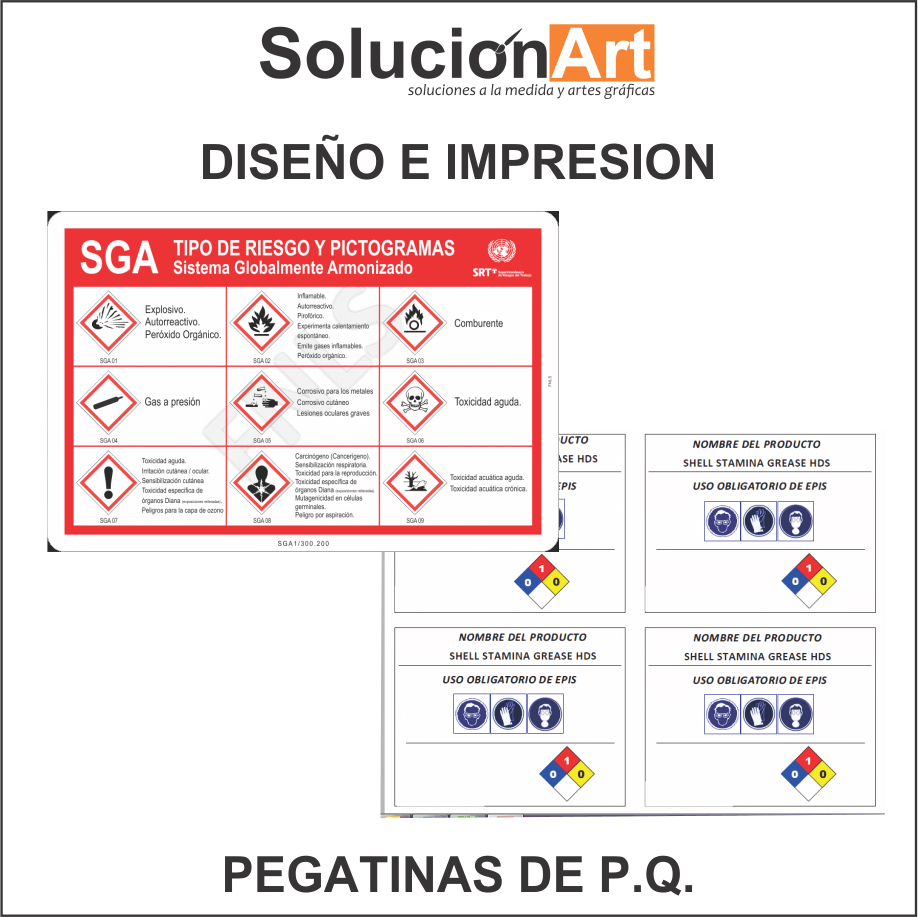 SolucionArt
soluciones a la medida y artes gráficas
DISEÑO E IMPRESION
SGA
TIPO DE RIESGO Y PICTOGRAMAS
Sistema Globalmente Armonizado
SRT
Superintendencia
de Riesgos del Trabajo
Explosivo.
Autorreactivo.
Peróxido Orgánico.
SGA 01
Inflamable.
Autorreactivo.
Pirofórico.
Experimenta calentamiento
espontáneo.
Emite gases inflamables.
Peróxido orgánico.
SGA 02
Comburente
SGA 03
Gas a presión
SGA 04
Corrosivo para los metales
Corrosivo cutáneo
Lesiones oculares graves
SGA 05
Toxicidad aguda.
SGA 06
Toxicidad aguda.
Irritación cutánea / ocular.
Sensibilización cutánea
Toxicidad específica de
órganos Diana (exposiciones reiteradas).
Peligros para la capa de ozono
SGA 07
Carcinógeno (Cancerígeno).
Sensibilización respiratoria.
Toxicidad para la reproducción.
Toxicidad específica de
órganos Diana (exposiciones reiteradas)
Mutagenicidad en células
germinales.
Peligro por aspiración.
SGA 08
Toxicidad acuática aguda.
Toxicidad acuática crónica.
SGA 09
FNLS
FNLS
SGA1/300.200
UCTO
ASE HDS
EPIS
1
0 0
NOMBRE DEL PRODUCTO
SHELL STAMINA GREASE HDS
USO OBLIGATORIO DE EPIS
1
0 0
NOMBRE DEL PRODUCTO
SHELL STAMINA GREASE HDS
USO OBLIGATORIO DE EPIS
1
0 0
NOMBRE DEL PRODUCTO
SHELL STAMINA GREASE HDS
USO OBLIGATORIO DE EPIS
1
0 0
PEGATINAS DE P.Q.